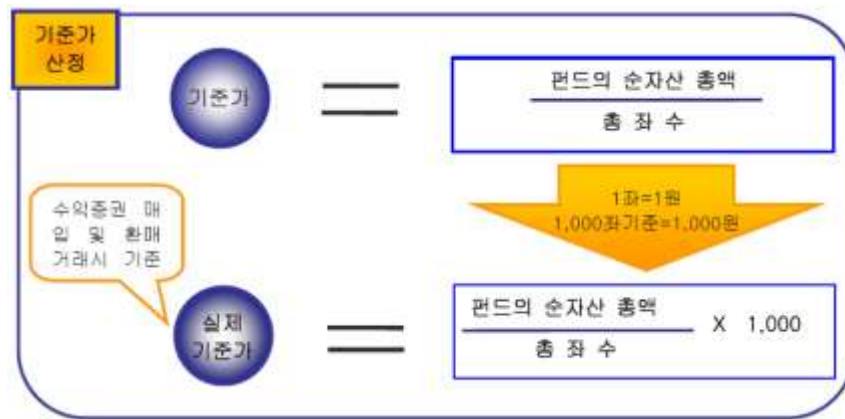 기준가
산정
기준가
펀드의 순자산 총액
총 좌 수
1좌=1원
1,000좌기준=1,000원
수익증권 매
입 및 환매
거래시 기준
실제
기준가
펀드의 순자산 총액
총 좌 수
X 1,000